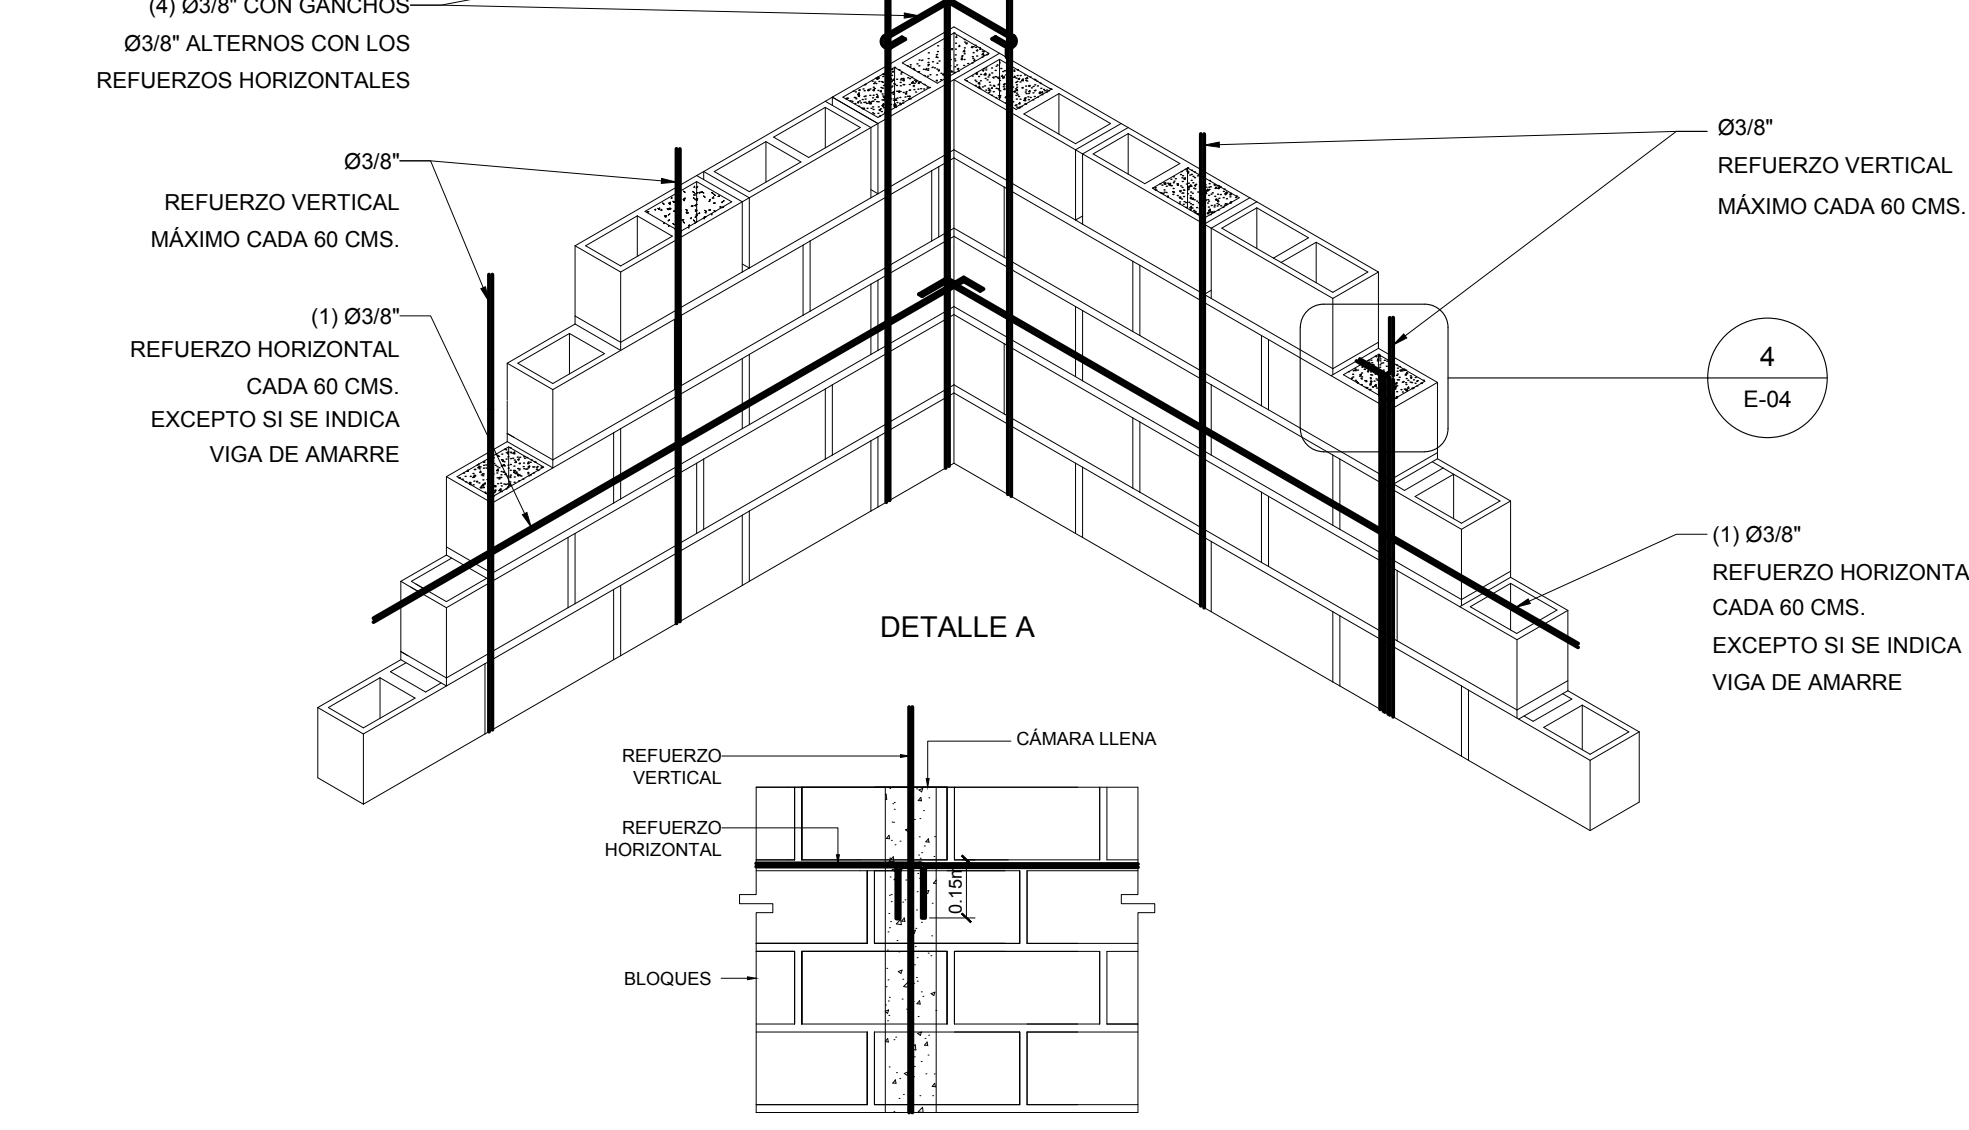 (4) Ø3/8" CON GANCHOS
Ø3/8" ALTERNOS CON LOS
REFUERZOS HORIZONTALES
Ø3/8"
REFUERZO VERTICAL
MÁXIMO CADA 60 CMS.
(1) Ø3/8"
REFUERZO HORIZONTAL
CADA 60 CMS.
EXCEPTO SI SE INDICA
VIGA DE AMARRE
Ø3/8"
REFUERZO VERTICAL
MÁXIMO CADA 60 CMS.
4
E-04
(1) Ø3/8"
REFUERZO HORIZONTA
CADA 60 CMS.
EXCEPTO SI SE INDICA
VIGA DE AMARRE
DETALLE A
REFUERZO
VERTICAL
CÁMARA LLENA
REFUERZO
HORIZONTAL
0.15m
BLOQUES